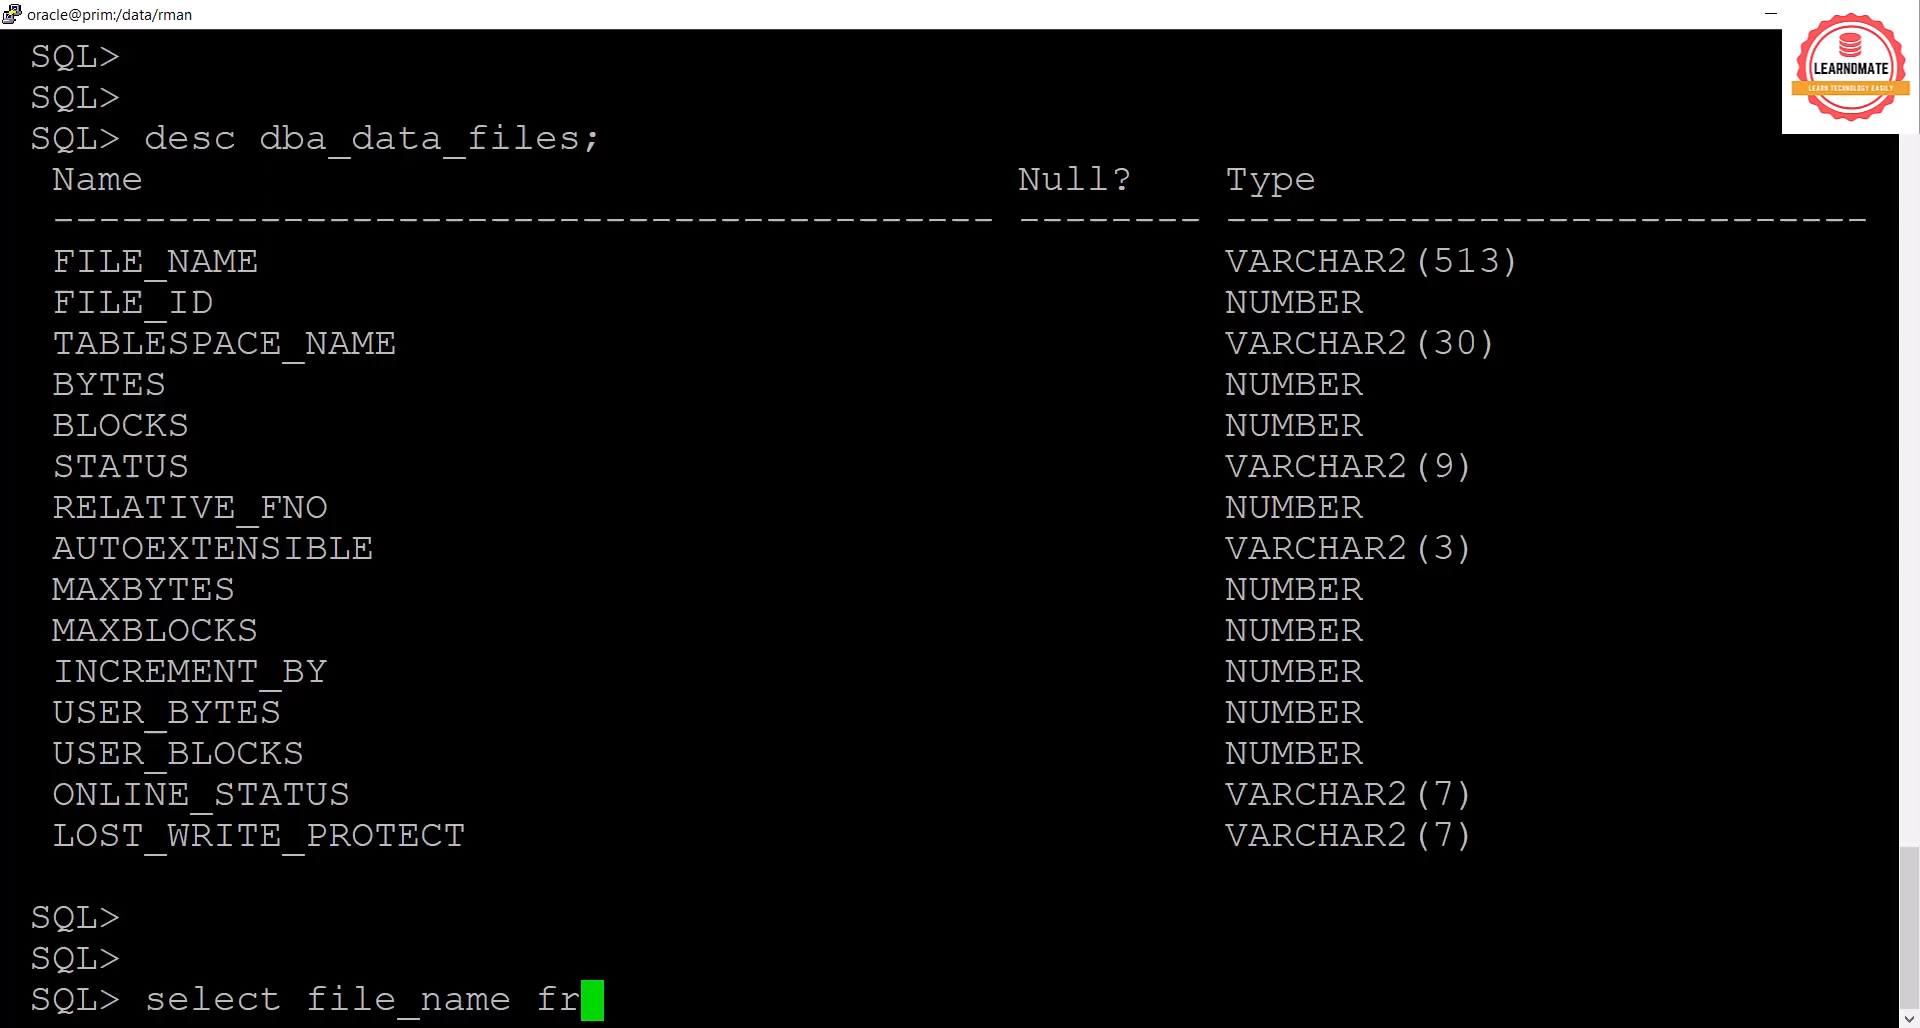 oracle@prim:/data/rman
LEARNOMATE
LEARN TECHNOLOGY EASILY
SQL>
SQL>
SQL> desc dba_data_files;
Name Null? Type
----------------------------------------- -------- ----------------------------
FILE_NAME VARCHAR2(513)
FILE_ID NUMBER
TABLESPACE_NAME VARCHAR2(30)
BYTES NUMBER
BLOCKS NUMBER
STATUS VARCHAR2(9)
RELATIVE_FNO NUMBER
AUTOEXTENSIBLE VARCHAR2(3)
MAXBYTES NUMBER
MAXBLOCKS NUMBER
INCREMENT_BY NUMBER
USER_BYTES NUMBER
USER_BLOCKS NUMBER
ONLINE_STATUS VARCHAR2(7)
LOST_WRITE_PROTECT VARCHAR2(7)
SQL>
SQL>
SQL> select file_name fr